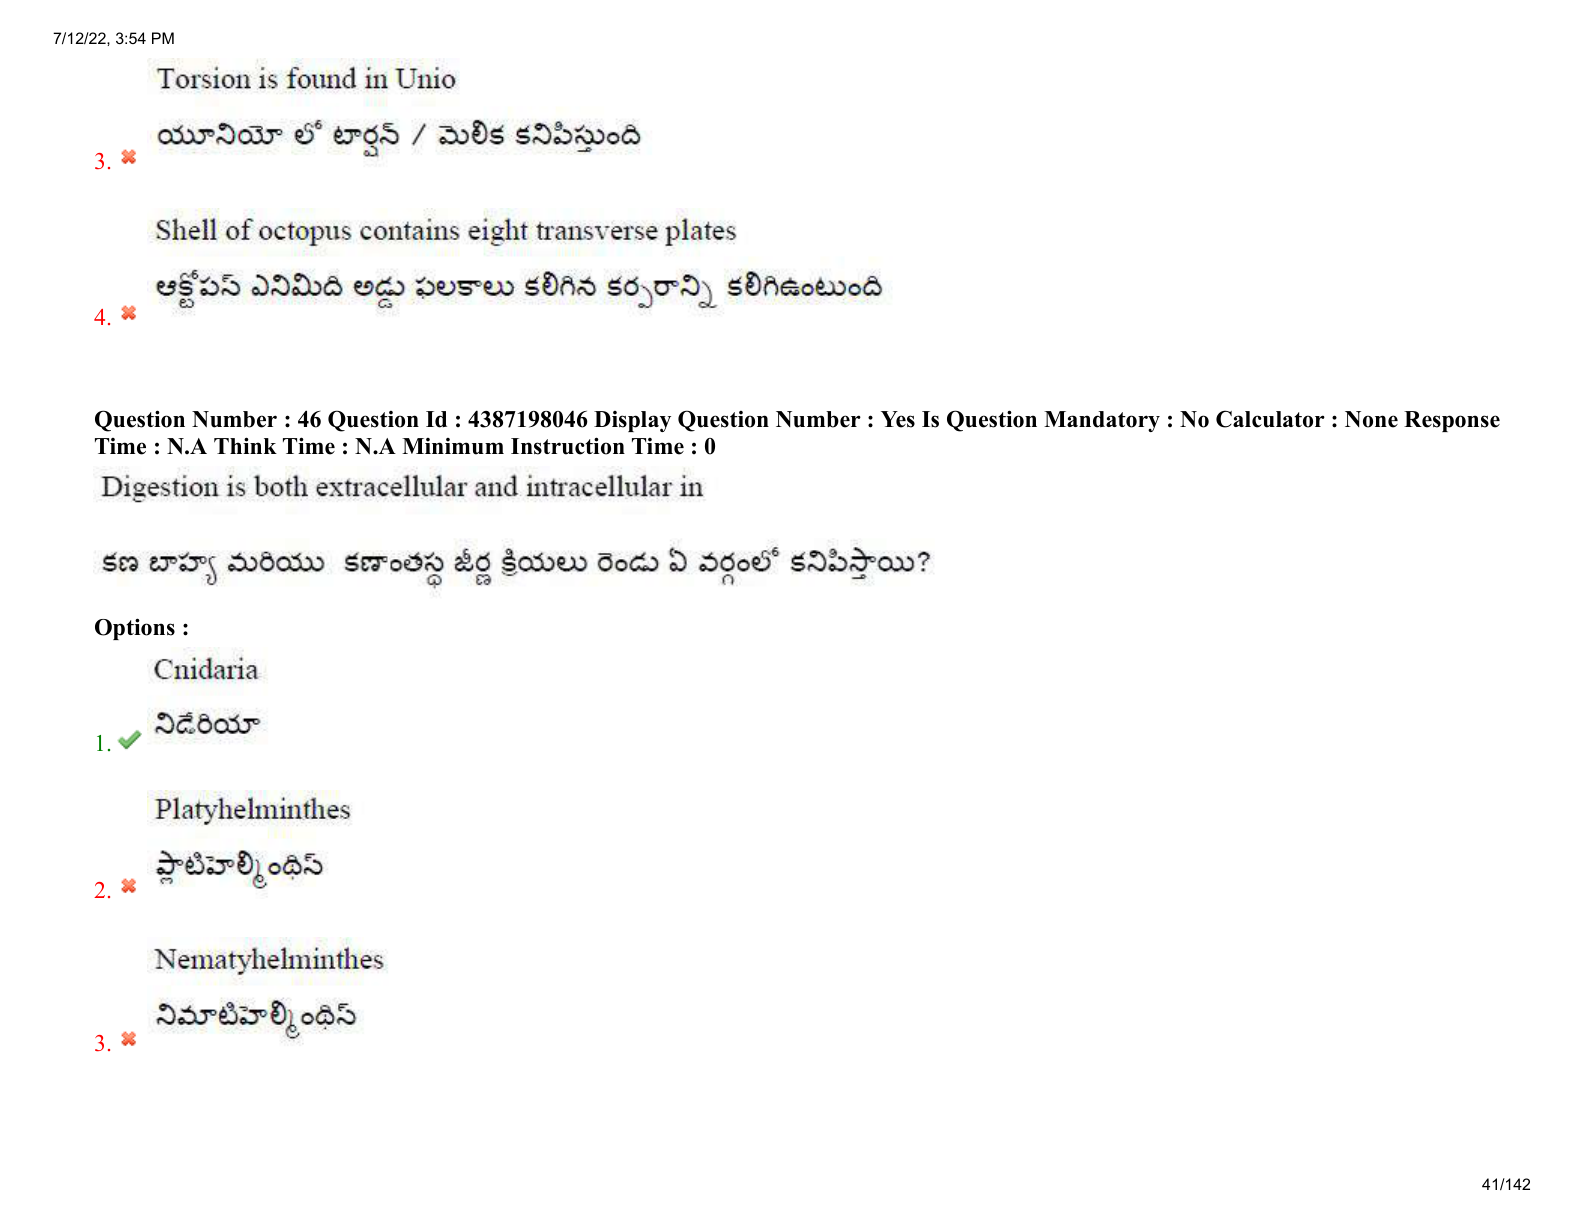 7/12/22, 3:54 PM
Torsion is found in Unio
యూనియో లో టార్షన్ / మెలిక కనిపిస్తుంది
3.
Shell of octopus contains eight transverse plates
ఆక్టోపస్ ఎనిమిది అడ్డు ఫలకాలు కలిగిన కర్పరాన్ని కలిగిఉంటుంది
4.
Question Number : 46 Question Id : 4387198046 Display Question Number : Yes Is Question Mandatory : No Calculator : None Response
Time : N.A Think Time : N.A Minimum Instruction Time : 0
Digestion is both extracellular and intracellular in
కణ బాహ్య మరియు కణాంతస్థ జీర్ణ క్రియలు రెండు ఏ వర్గంలో కనిపిస్తాయి?
Options :
Cnidaria
నిడేరియా
1.
Platyhelminthes
ప్లాటిహెల్మింథిస్
2.
Nematyhelminthes
నిమాటిహెల్మింథిస్
3.
41/142